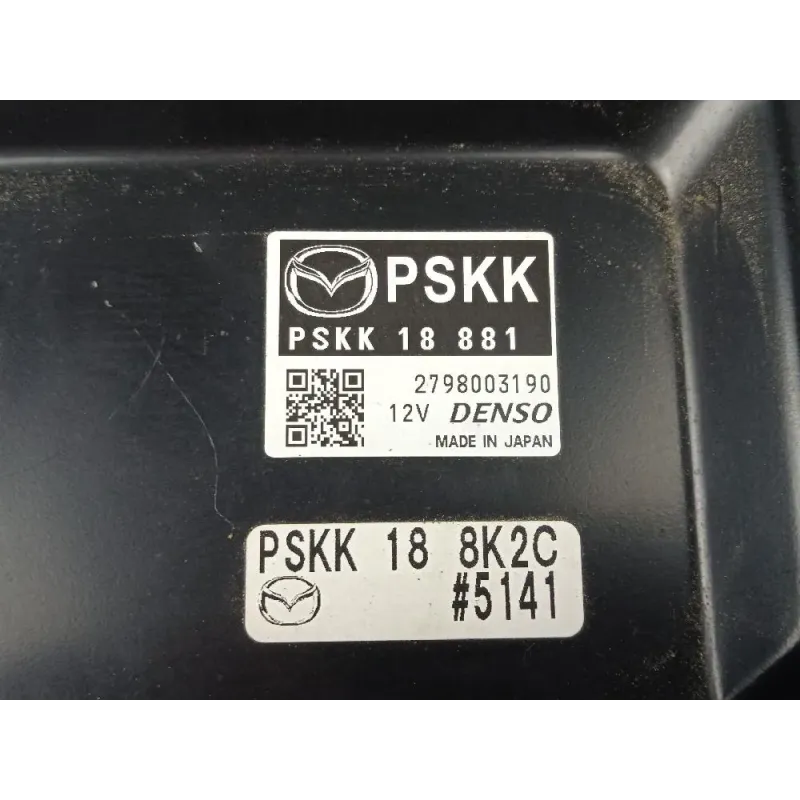 PSKK
PSKK 18 881
2798003190
12V DENSO
MADE IN JAPAN
PSKK 18 8K2C
#5141